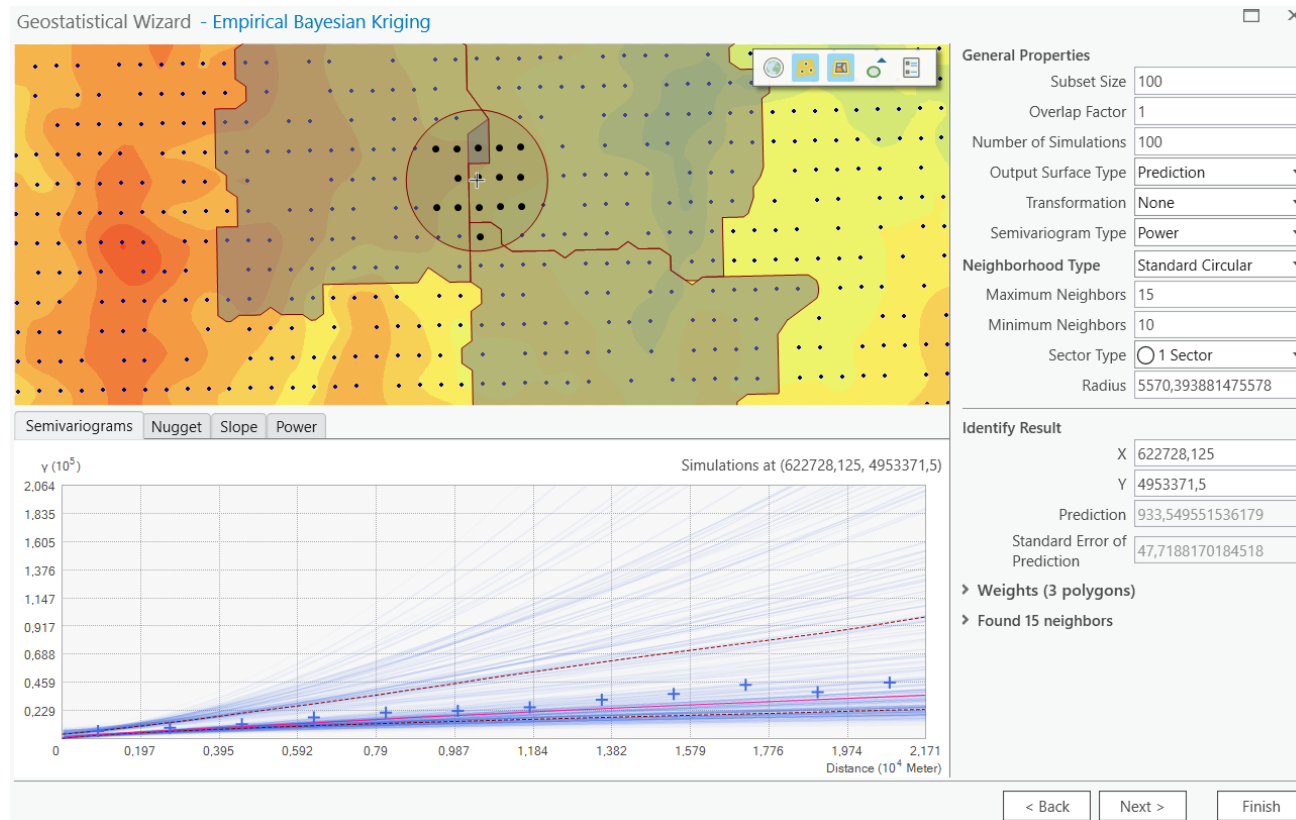 Geostatistical Wizard - Empirical Bayesian Kriging
General Properties
Subset Size 100
Overlap Factor 1
Number of Simulations 100
Output Surface Type Prediction
Transformation None
Semivariogram Type Power
Neighborhood Type Standard Circular
Maximum Neighbors 15
Minimum Neighbors 10
Sector Type 1 Sector
Radius 5570,393881475578
Semivariograms Nugget Slope Power
γ (10⁵)
Simulations at (622728,125, 4953371,5)
2,064
1,835
1,605
1,376
1,147
0,917
0,688
0,459
0,229
0 0,197 0,395 0,592 0,79 0,987 1,184 1,382 1,579 1,776 1,974 2,171
Distance (10⁴ Meter)
Identify Result
X 622728,125
Y 4953371,5
Prediction 933,549551536179
Standard Error of
Prediction 47,7188170184518
Weights (3 polygons)
Found 15 neighbors
< Back Next > Finish